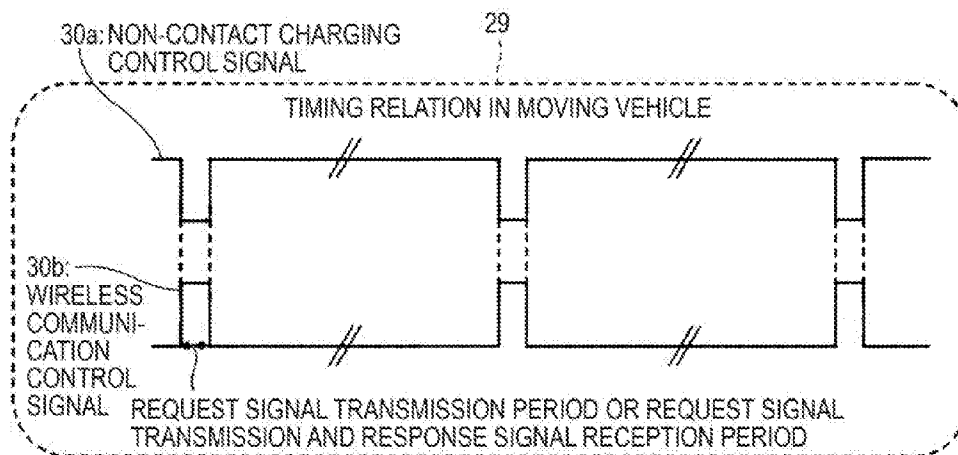 29
30a: NON-CONTACT CHARGING
CONTROL SIGNAL
TIMING RELATION IN MOVING VEHICLE
30b:
WIRELESS
COMMUNI-
CATION
CONTROL
SIGNAL
REQUEST SIGNAL TRANSMISSION PERIOD OR REQUEST SIGNAL
TRANSMISSION AND RESPONSE SIGNAL RECEPTION PERIOD